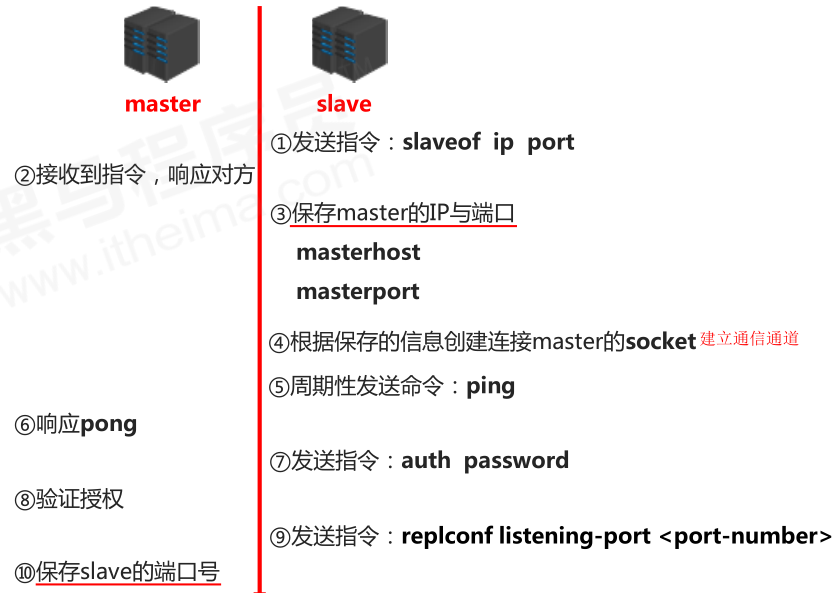 master
slave
①发送指令：slaveof ip port
②接收到指令，响应对方
③保存master的IP与端口
masterhost
masterport
④根据保存的信息创建连接master的socket 建立通信通道
⑤周期性发送命令：ping
⑥响应pong
⑦发送指令：auth password
⑧验证授权
⑨发送指令：replconf listening-port <port-number>
⑩保存slave的端口号
黑马程序员
www.itheima.com